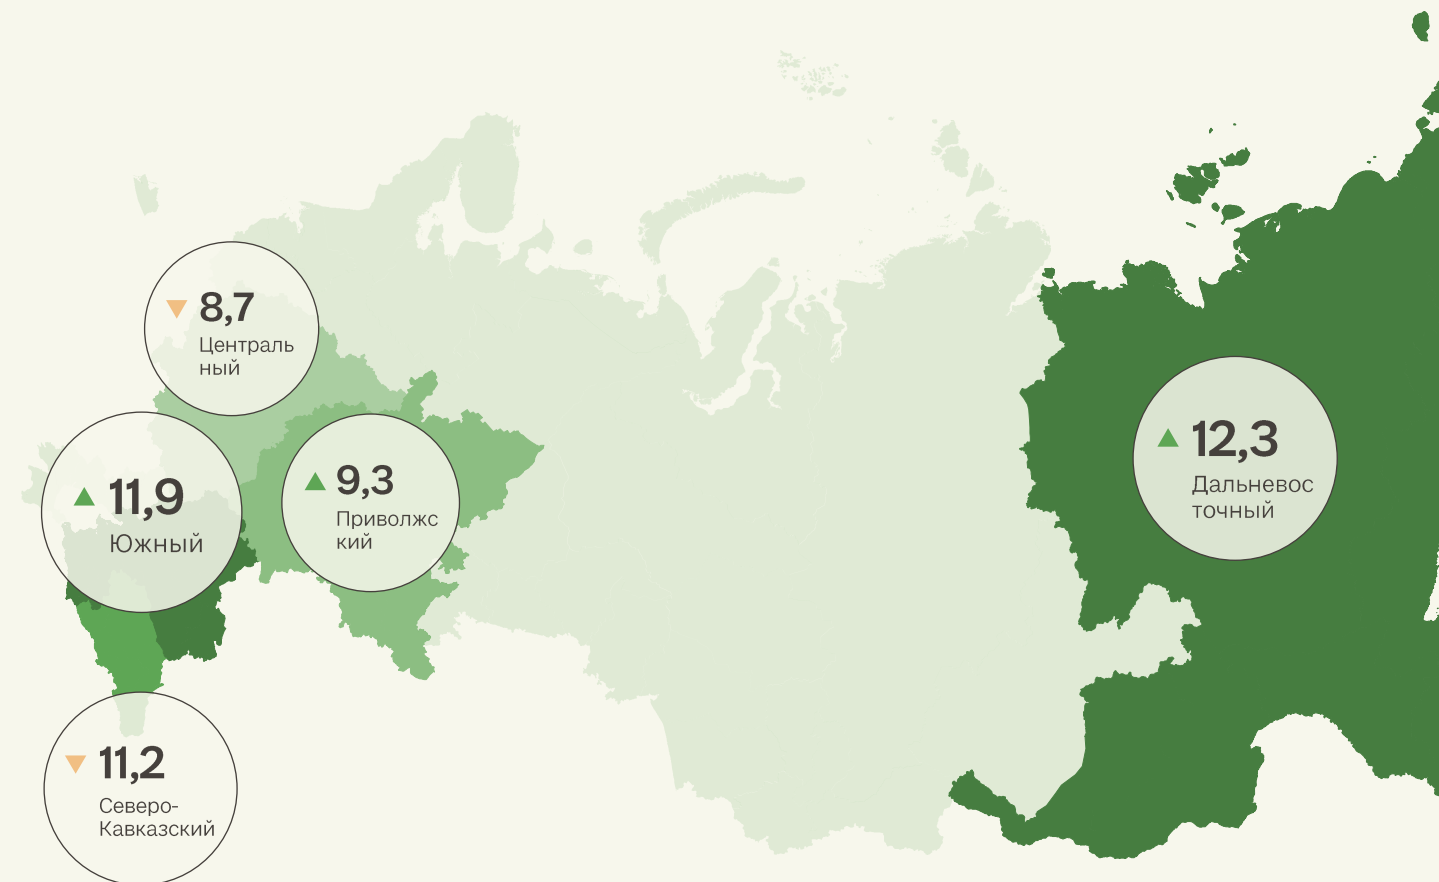 8,7
Централь
ный
11,9
Южный
9,3
Приволжс
кий
12,3
Дальневос
точный
11,2
Северо-
Кавказский